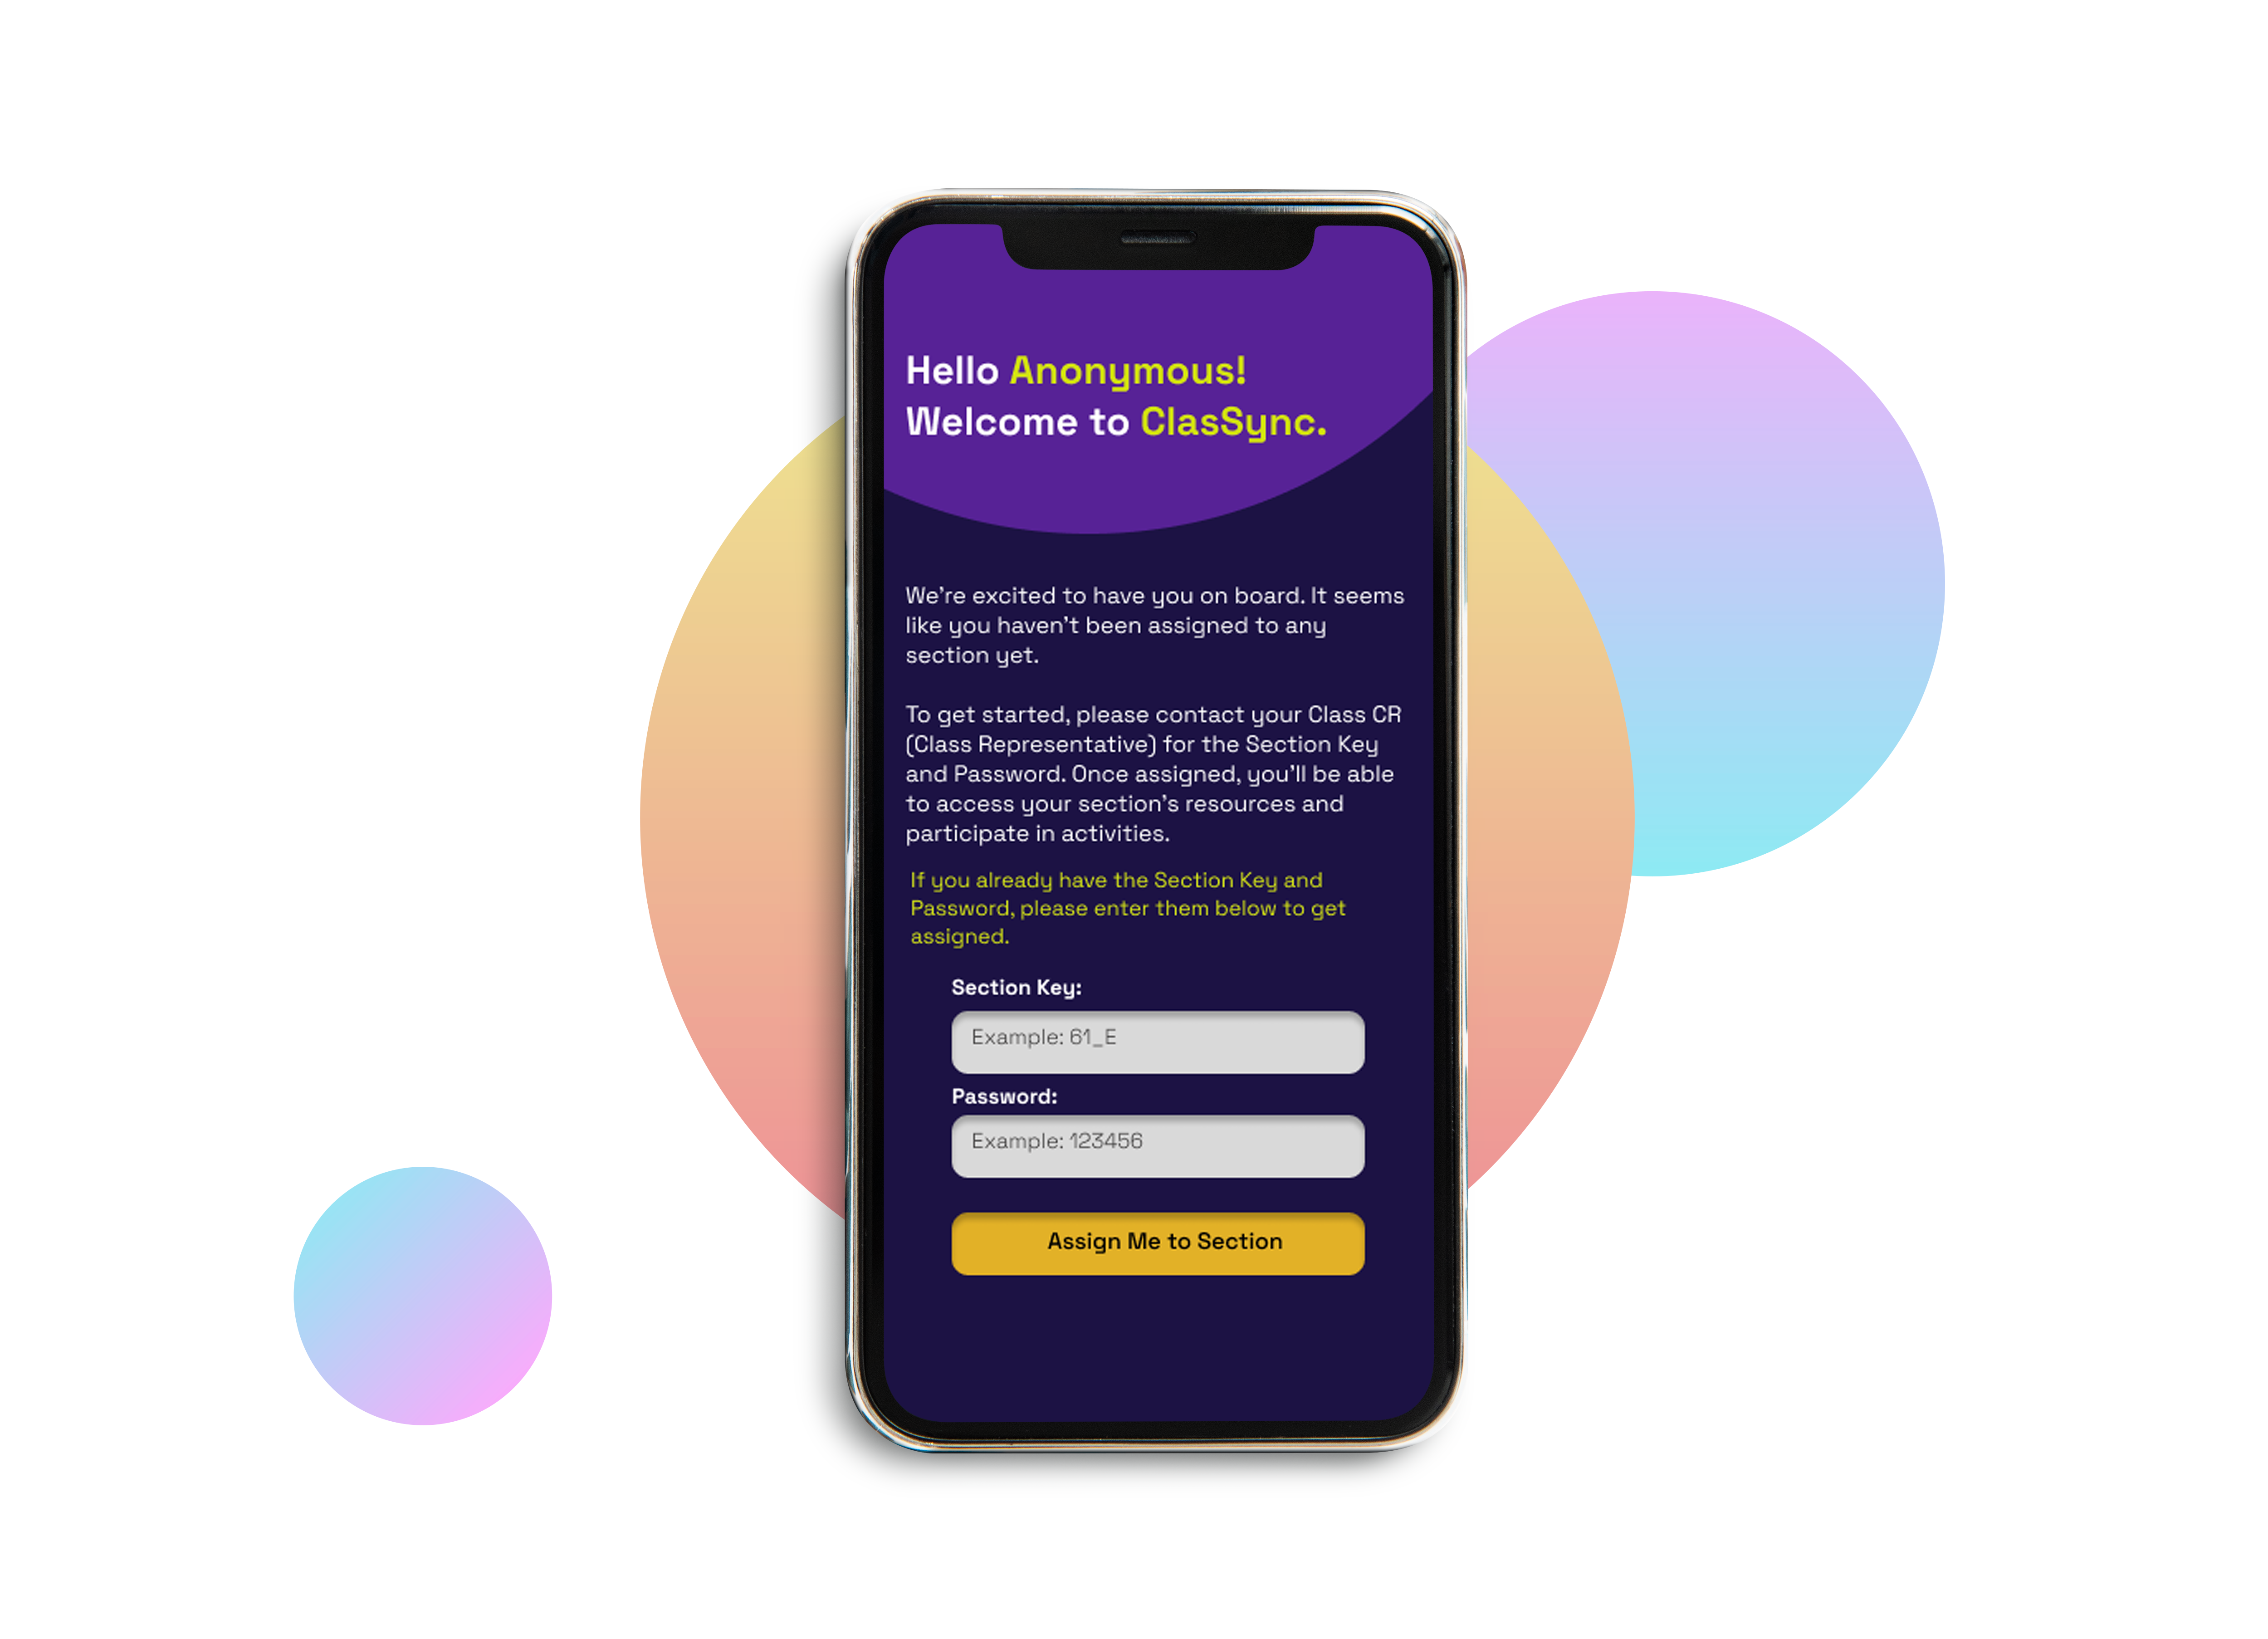 Hello Anonymous!
Welcome to ClasSync.
We're excited to have you on board. It seems
like you haven't been assigned to any
section yet.
To get started, please contact your Class CR
(Class Representative) for the Section Key
and Password. Once assigned, you'll be able
to access your section's resources and
participate in activities.
If you already have the Section Key and
Password, please enter them below to get
assigned.
Section Key:
Example: 61_E
Password:
Example: 123456
Assign Me to Section